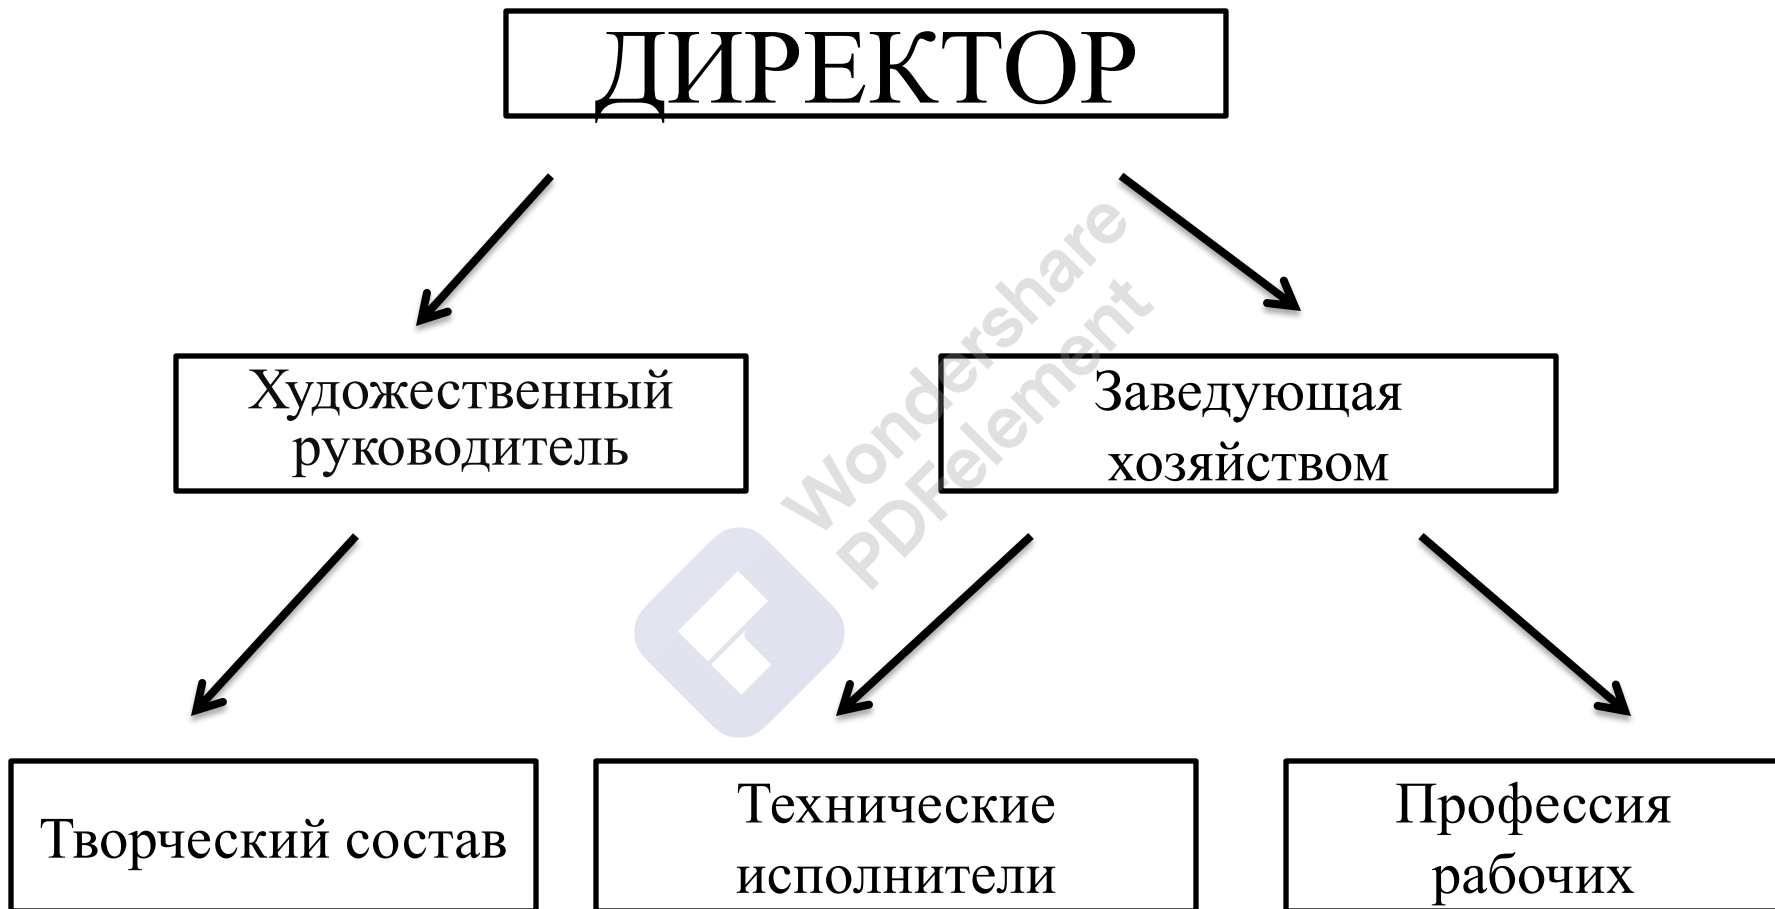 ДИРЕКТОР
Художественный
руководитель
Заведующая
хозяйством
Творческий состав
Технические
исполнители
Профессия
рабочих
Wondershare
PDFelement